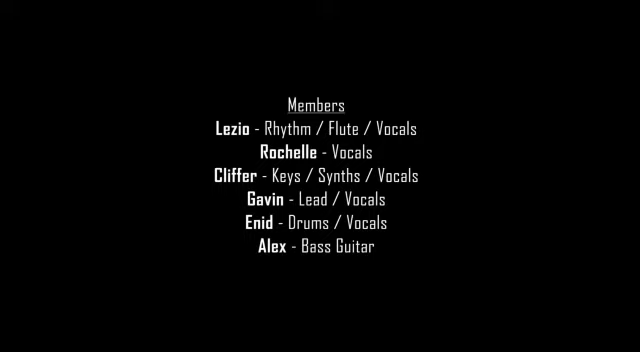 Members
Lezio - Rhythm / Flute / Vocals
Rochelle - Vocals
Cliffer - Keys / Synths / Vocals
Gavin - Lead / Vocals
Enid - Drums / Vocals
Alex - Bass Guitar